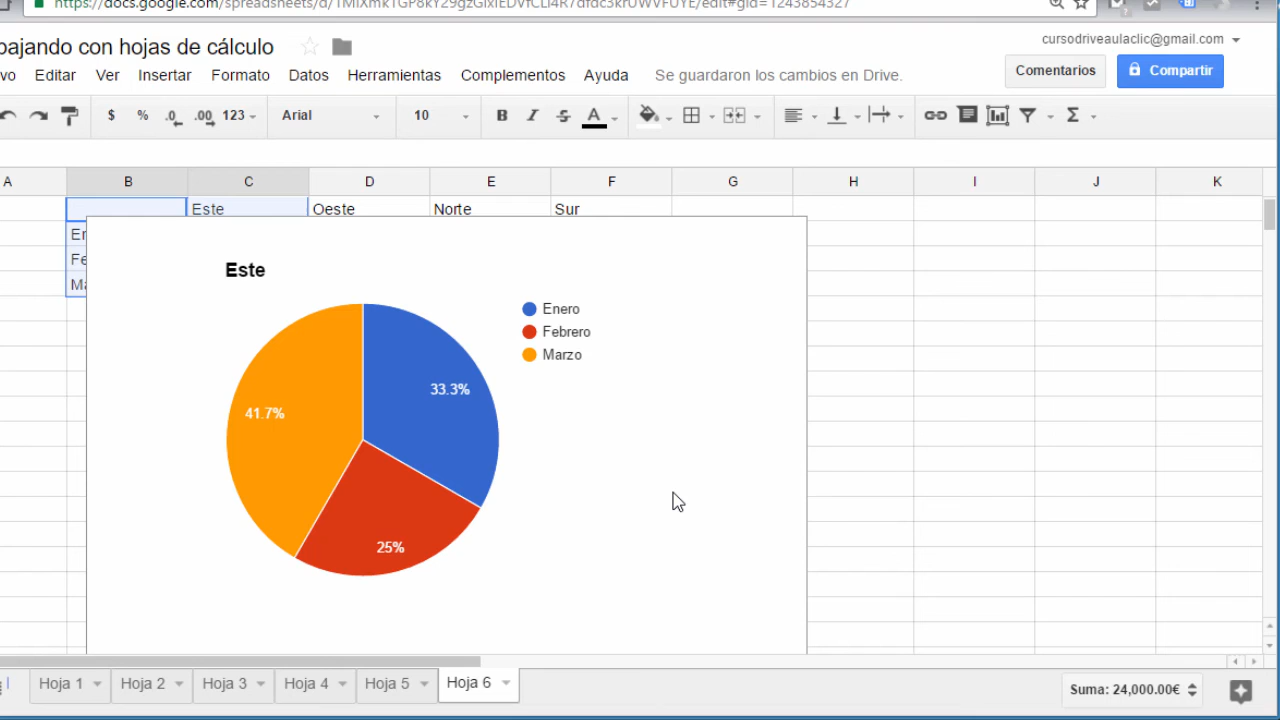 https://docs.google.com/spreadsheets/d/
bajando con hojas de cálculo
cursodriveaulaclic@gmail.com
vo Editar Ver Insertar Formato Datos Herramientas Complementos Ayuda Se guardaron los cambios en Drive.
Comentarios Compartir
$ % .0 .00 123 Arial 10 B I S A Σ
A B C D E F G H I J K
Este Oeste Norte Sur
En
Fe
Ma
Este
Enero
Febrero
Marzo
33.3%
41.7%
25%
Hoja 1 Hoja 2 Hoja 3 Hoja 4 Hoja 5 Hoja 6 Suma: 24,000.00€